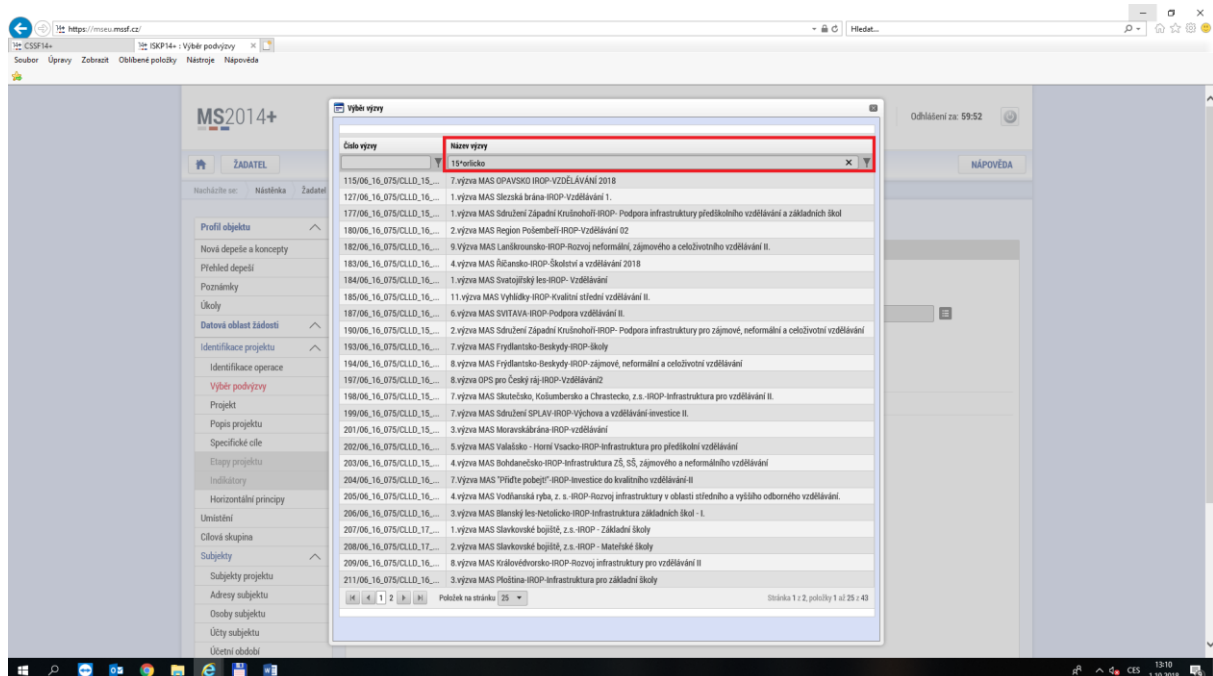 https://mseu.mssf.cz/
Hledat...
CSSF14+
ISKP14+ : Výběr podvýzvy
Soubor Úpravy Zobrazit Oblíbené položky Nástroje Nápověda
MS2014+
Odhlášení za: 59:52
ŽADATEL
NÁPOVĚDA
Nacházíte se: Nástěnka Žadatel
Profil objektu
Nová depeše a koncepty
Přehled depeší
Poznámky
Úkoly
Datová oblast žádosti
Identifikace projektu
Identifikace operace
Výběr podvýzvy
Projekt
Popis projektu
Specifické cíle
Etapy projektu
Indikátory
Horizontální principy
Umístění
Cílová skupina
Subjekty
Subjekty projektu
Adresy subjektu
Osoby subjektu
Účty subjektu
Účetní období
Výběr výzvy
Číslo výzvy Název výzvy
15*orlicko
115/06_16_075/CLLD_15_... 7.výzva MAS OPAVSKO IROP-VZDĚLÁVÁNÍ 2018
127/06_16_075/CLLD_16_... 1.výzva MAS Slezská brána-IROP-Vzdělávání 1.
177/06_16_075/CLLD_15_... 1.výzva MAS Sdružení Západní Krušnohoří-IROP- Podpora infrastruktury předškolního vzdělávání a základních škol
180/06_16_075/CLLD_16_... 2.výzva MAS Region Pošembeří-IROP-Vzdělávání 02
182/06_16_075/CLLD_16_... 9.Výzva MAS Lanškrounsko-IROP-Rozvoj neformální, zájmového a celoživotního vzdělávání II.
183/06_16_075/CLLD_16_... 4.výzva MAS Říčansko-IROP-Školství a vzdělávání 2018
184/06_16_075/CLLD_16_... 1.výzva MAS Svatojiřský les-IROP- Vzdělávání
185/06_16_075/CLLD_16_... 11.výzva MAS Vyhlídky-IROP-Kvalitní střední vzdělávání II.
187/06_16_075/CLLD_16_... 6.výzva MAS SVITAVA-IROP-Podpora vzdělávání II.
190/06_16_075/CLLD_15_... 2.výzva MAS Sdružení Západní Krušnohoří-IROP- Podpora infrastruktury pro zájmové, neformální a celoživotní vzdělávání
193/06_16_075/CLLD_16_... 7.výzva MAS Frýdlantsko-Beskydy-IROP-školy
194/06_16_075/CLLD_16_... 8.výzva MAS Frýdlantsko-Beskydy-IROP-zájmové, neformální a celoživotní vzdělávání
197/06_16_075/CLLD_16_... 8.výzva OPS pro Český ráj-IROP-Vzdělávání2
198/06_16_075/CLLD_16_... 7.výzva MAS Skutečsko, Košumbersko a Chrastecko, z.s.-IROP-Infrastruktura pro vzdělávání II.
199/06_16_075/CLLD_15_... 7.výzva MAS Sdružení SPLAV-IROP-Výchova a vzdělávání-investice II.
201/06_16_075/CLLD_15_... 3.výzva MAS Moravskábrána-IROP-vzdělávání
202/06_16_075/CLLD_16_... 5.výzva MAS Valašsko - Horní Vsacko-IROP-Infrastruktura pro předškolní vzdělávání
203/06_16_075/CLLD_15_... 4.výzva MAS Bohdanečsko-IROP-Infrastruktura ZŠ, SŠ, zájmového a neformálního vzdělávání
204/06_16_075/CLLD_16_... 7.Výzva MAS "Přiďte pobejt!"-IROP-Investice do kvalitního vzdělávání-II
205/06_16_075/CLLD_16_... 4.výzva MAS Vodňanská ryba, z. s.-IROP-Rozvoj infrastruktury v oblasti středního a vyššího odborného vzdělávání.
206/06_16_075/CLLD_16_... 3.výzva MAS Blanský les-Netolicko-IROP-Infrastruktura základních škol - I.
207/06_16_075/CLLD_17_... 1.výzva MAS Slavkovské bojiště, z.s.-IROP - Základní školy
208/06_16_075/CLLD_17_... 2.výzva MAS Slavkovské bojiště, z.s.-IROP - Mateřské školy
209/06_16_075/CLLD_16_... 8.výzva MAS Královédvorsko-IROP-Rozvoj infrastruktury pro vzdělávání II
211/06_16_075/CLLD_16_... 3.výzva MAS Ploština-IROP-Infrastruktura pro základní školy
1 2 Položek na stránku 25 Stránka 1 z 2, položky 1 až 25 z 43
CES 13:10
1.10.2018